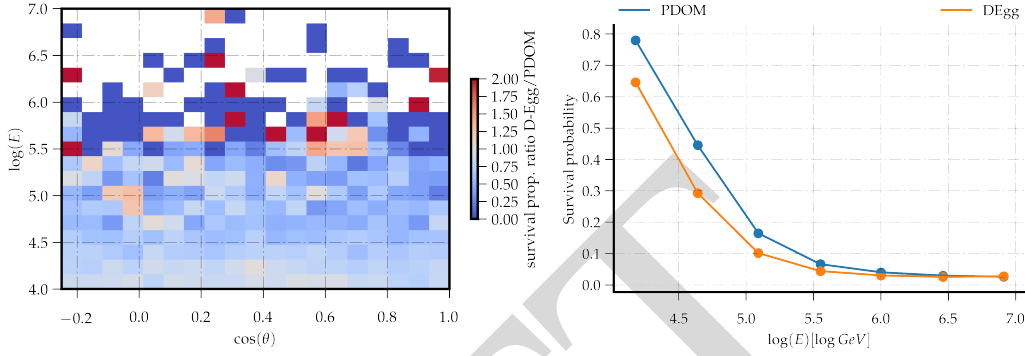 7.0
6.5
6.0
5.5
5.0
4.5
4.0
log(E)
−0.2 0.0 0.2 0.4 0.6 0.8 1.0
cos(θ)
2.00
1.75
1.50
1.25
1.00
0.75
0.50
0.25
0.00
survival prop. ratio D-Egg/PDOM
PDOM DEgg
0.8
0.7
0.6
0.5
0.4
0.3
0.2
0.1
0.0
Survival probability
4.5 5.0 5.5 6.0 6.5 7.0
log(E)[log GeV]
T